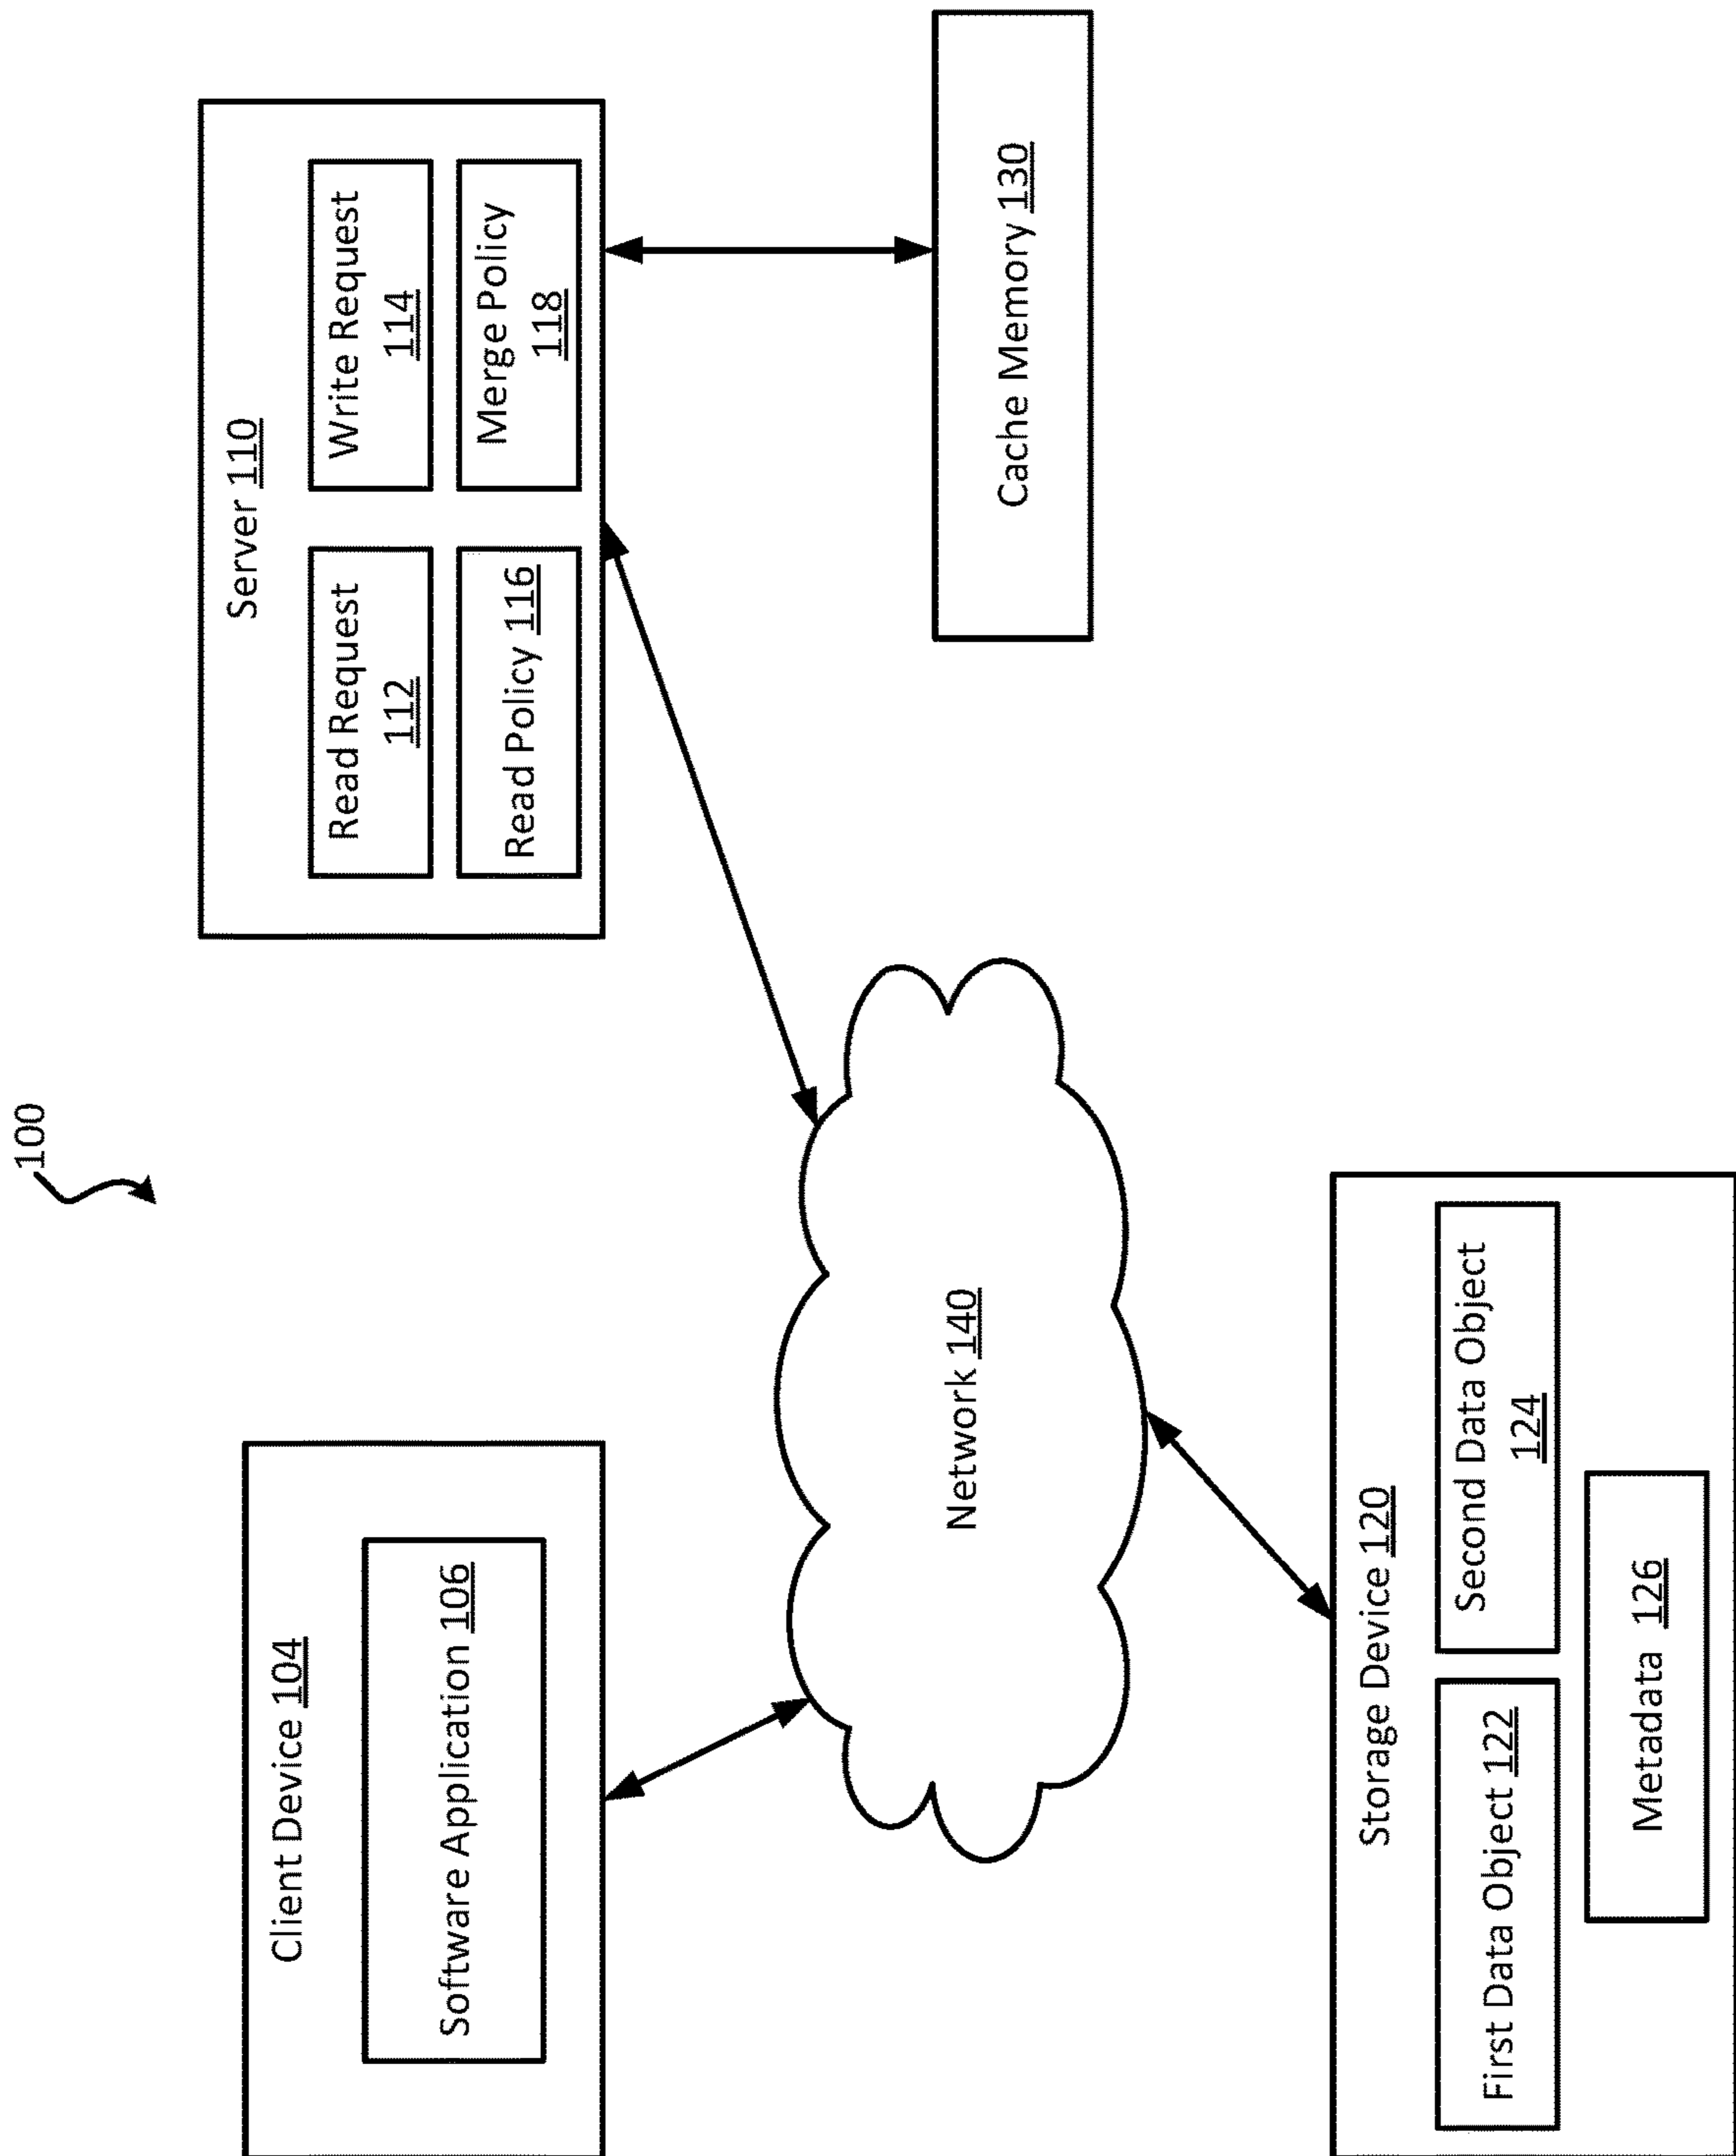 100
Client Device 104
Software Application 106
Server 110
Read Request
112
Write Request
114
Read Policy 116
Merge Policy
118
Network 140
Cache Memory 130
Storage Device 120
First Data Object 122
Second Data Object
124
Metadata 126